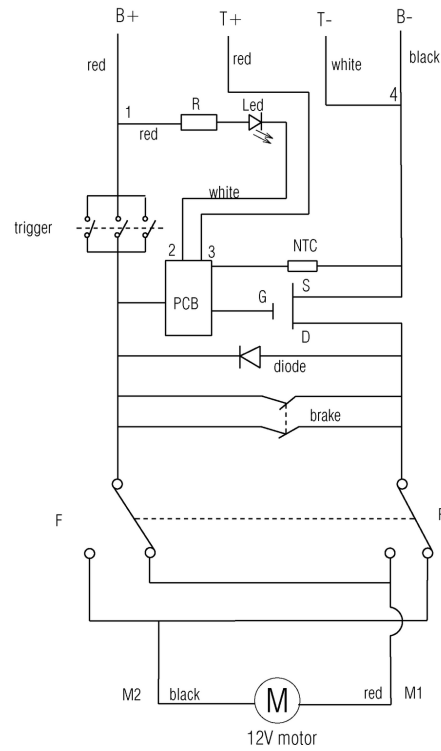 B+ T+ T- B-
red
red
white
black
1
red
R
Led
4
white
trigger
2
3
NTC
PCB
G
S
D
diode
brake
F
M2
black
M
red
M1
12V motor